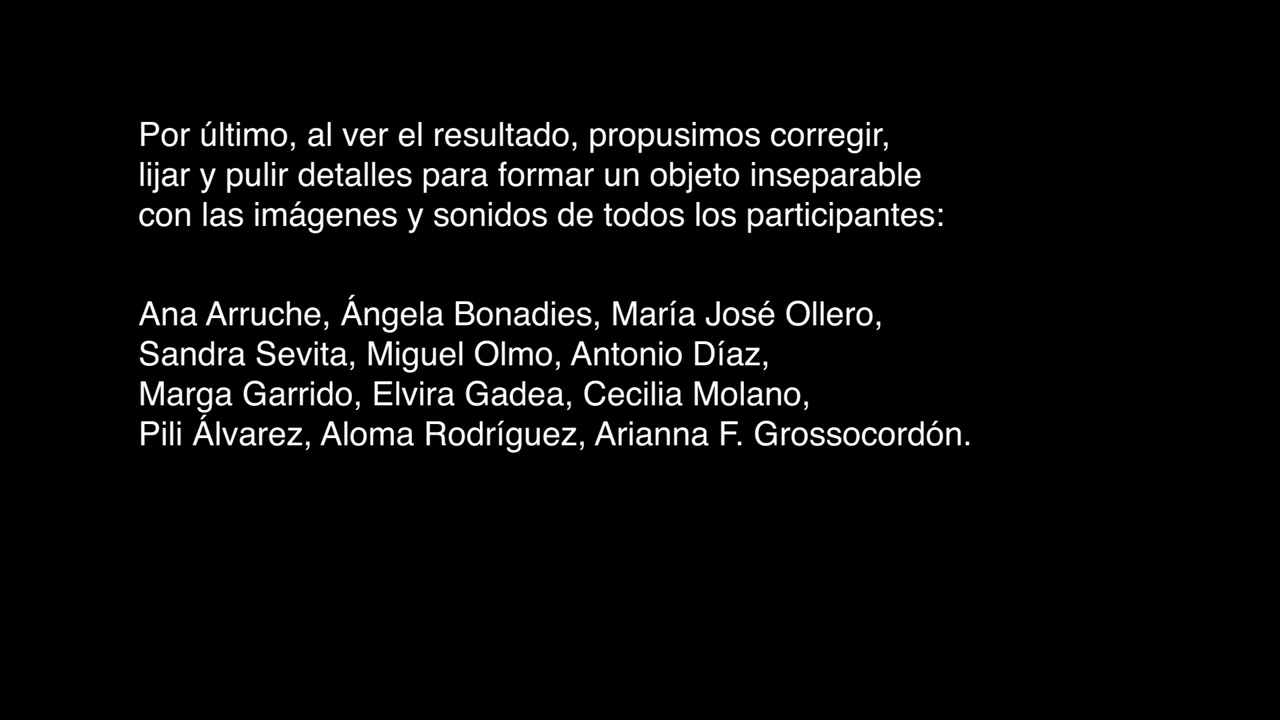 Por último, al ver el resultado, propusimos corregir,
lijar y pulir detalles para formar un objeto inseparable
con las imágenes y sonidos de todos los participantes:
Ana Arruche, Ángela Bonadies, María José Ollero,
Sandra Sevita, Miguel Olmo, Antonio Díaz,
Marga Garrido, Elvira Gadea, Cecilia Molano,
Pili Álvarez, Aloma Rodríguez, Arianna F. Grossocordón.